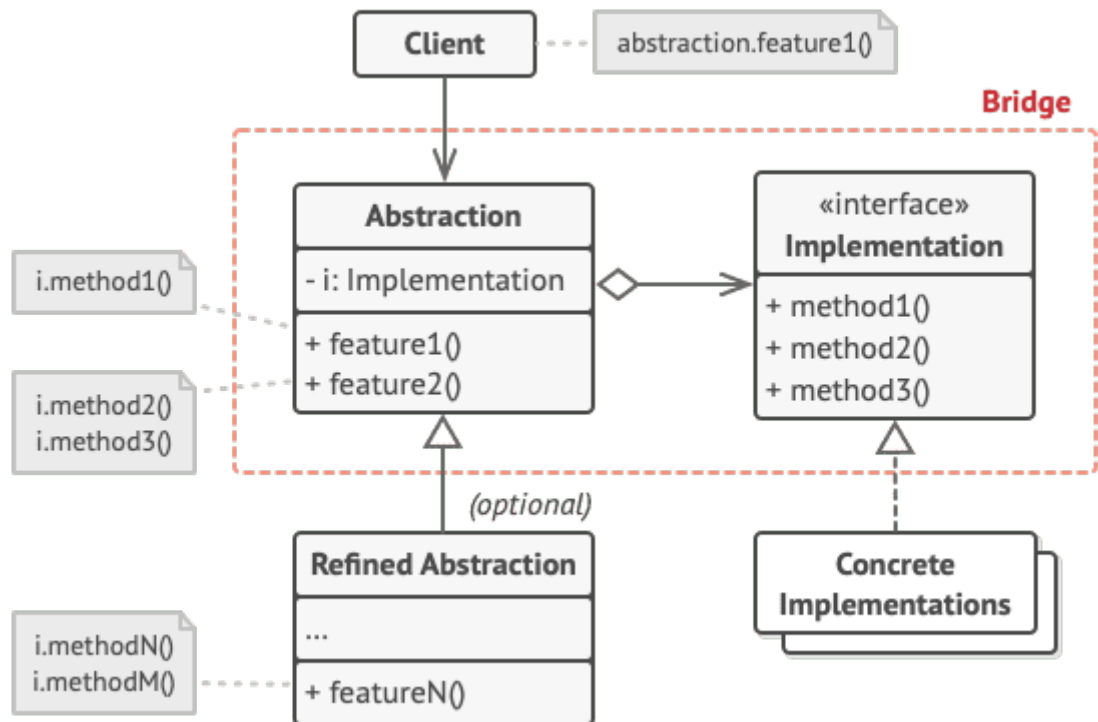 Client
abstraction.feature1()
Bridge
Abstraction
- i: Implementation
+ feature1()
+ feature2()
«interface»
Implementation
+ method1()
+ method2()
+ method3()
i.method1()
i.method2()
i.method3()
(optional)
Refined Abstraction
...
+ featureN()
Concrete
Implementations
i.methodN()
i.methodM()